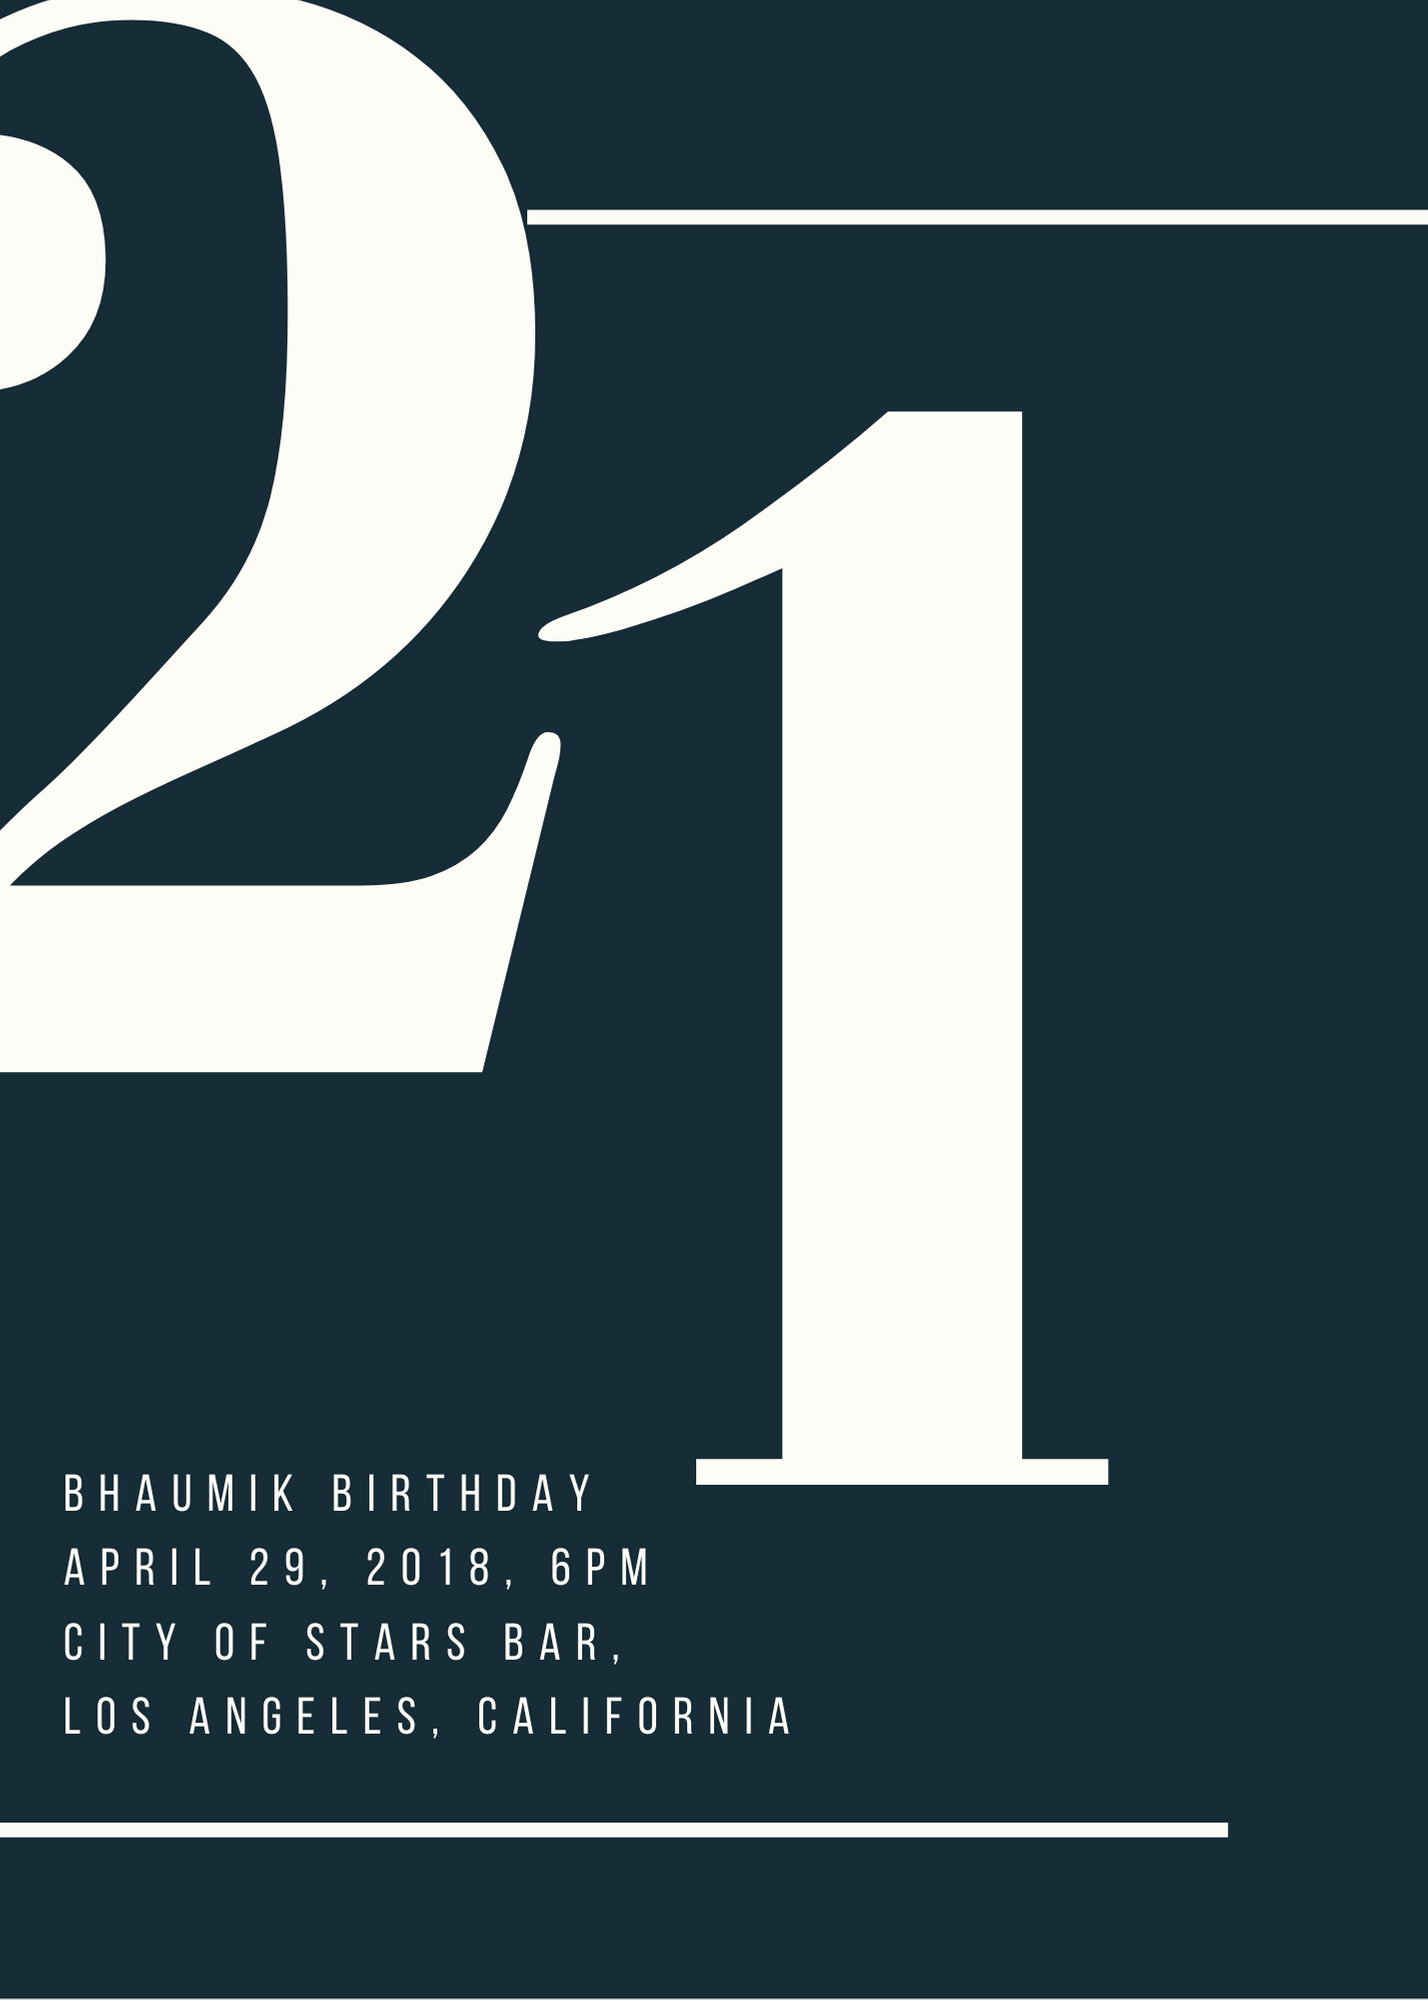 21
BHAUMIK BIRTHDAY
APRIL 29, 2018, 6PM
CITY OF STARS BAR,
LOS ANGELES, CALIFORNIA